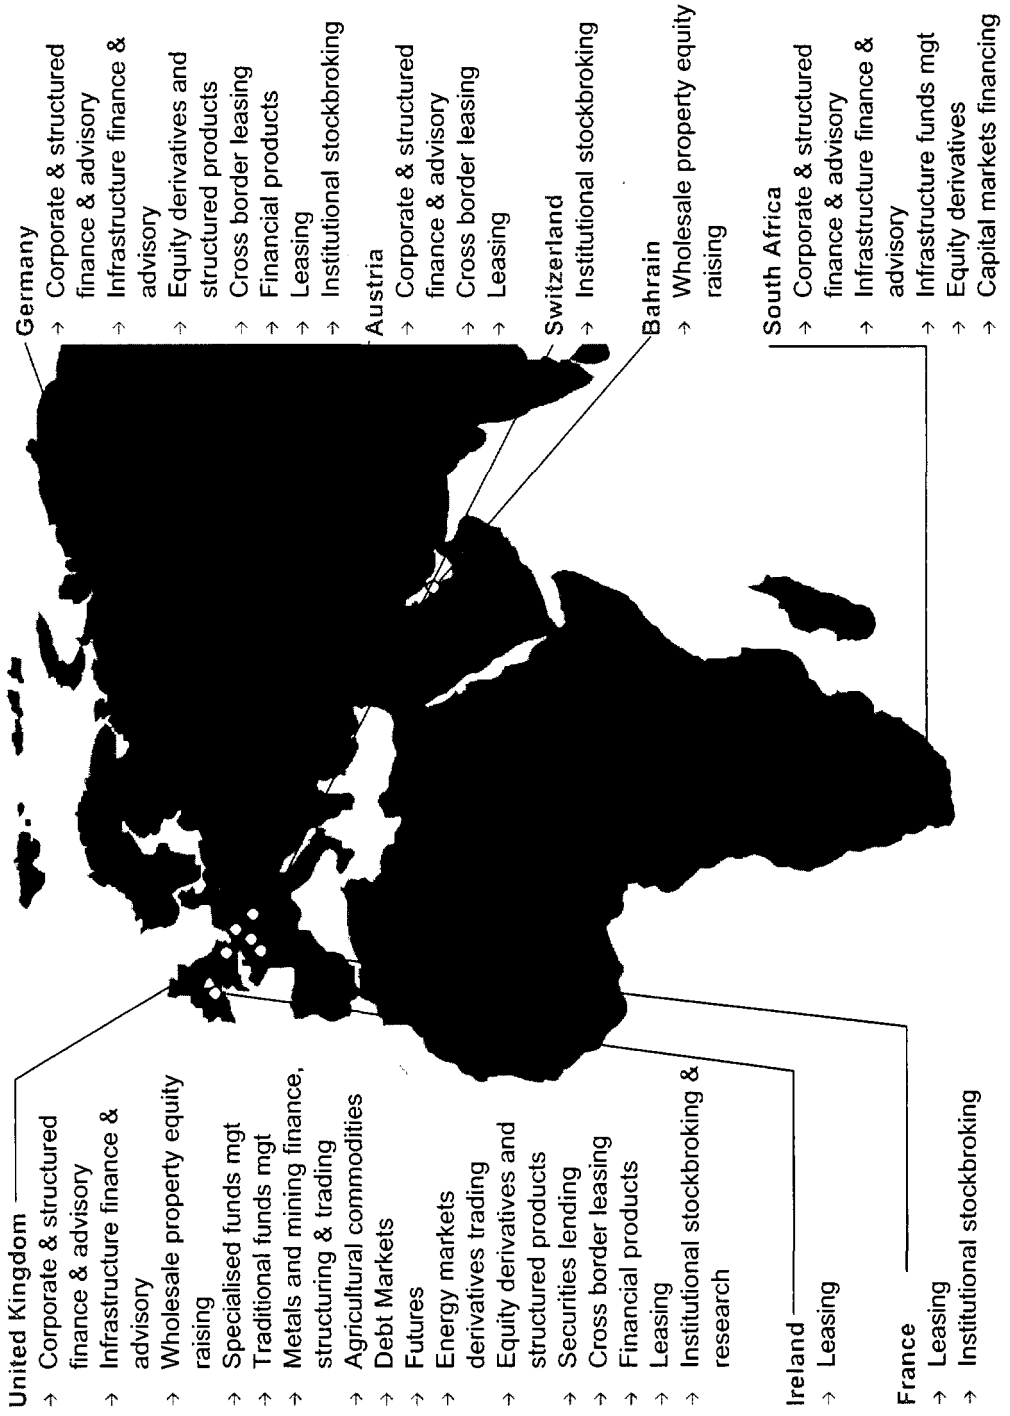 United Kingdom
→ Corporate & structured
finance & advisory
→ Infrastructure finance &
advisory
→ Wholesale property equity
raising
→ Specialised funds mgt
→ Traditional funds mgt
→ Metals and mining finance,
structuring & trading
→ Agricultural commodities
→ Debt Markets
→ Futures
→ Energy markets
derivatives trading
→ Equity derivatives and
structured products
→ Securities lending
→ Cross border leasing
→ Financial products
→ Leasing
→ Institutional stockbroking &
research
Ireland
→ Leasing
France
→ Leasing
→ Institutional stockbroking
Germany
→ Corporate & structured
finance & advisory
→ Infrastructure finance &
advisory
→ Equity derivatives and
structured products
→ Cross border leasing
→ Financial products
→ Leasing
→ Institutional stockbroking
Austria
→ Corporate & structured
finance & advisory
→ Cross border leasing
→ Leasing
Switzerland
→ Institutional stockbroking
Bahrain
→ Wholesale property equity
raising
South Africa
→ Corporate & structured
finance & advisory
→ Infrastructure finance &
advisory
→ Infrastructure funds mgt
→ Equity derivatives
→ Capital markets financing